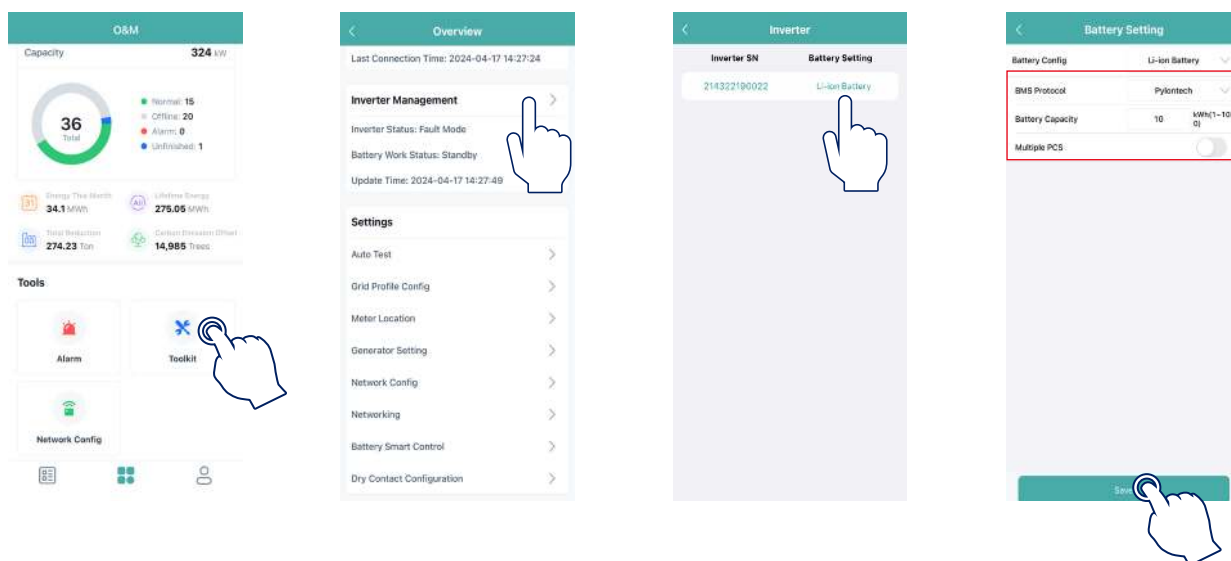 O&M
Capacity
324 kW
36
Total
Normal: 15
Offline: 20
Alarm: 0
Unfinished: 1
Energy This Month
34.1 MWh
Lifetime Energy
275.05 MWh
Total Reduction
274.23 Ton
Carbon Emission Offset
14,985 Trees
Tools
Alarm
Toolkit
Network Config
Overview
Last Connection Time: 2024-04-17 14:27:24
Inverter Management
Inverter Status: Fault Mode
Battery Work Status: Standby
Update Time: 2024-04-17 14:27:49
Settings
Auto Test
Grid Profile Config
Meter Location
Generator Setting
Network Config
Networking
Battery Smart Control
Dry Contact Configuration
Inverter
Inverter SN Battery Setting
214322190022 Li-ion Battery
Battery Setting
Battery Config Li-ion Battery
BMS Protocol Pylontech
Battery Capacity 10 kWh(1~10
0)
Multiple PCS